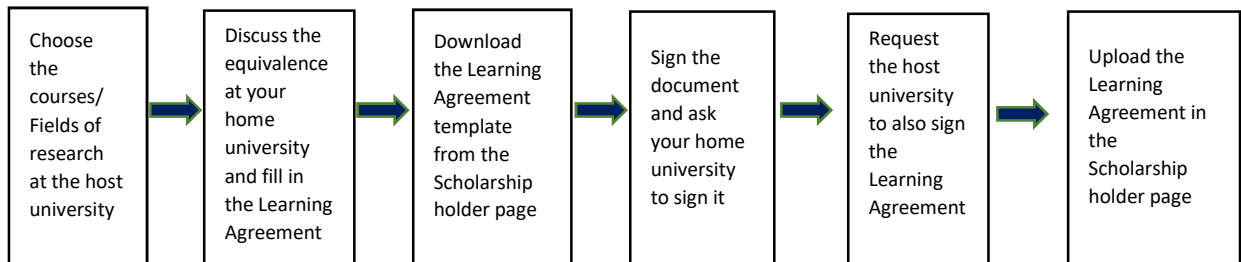 Choose
the
courses/
Fields of
research
at the host
university
Discuss the
equivalence
at your
home
university
and fill in
the Learning
Agreement
Download
the Learning
Agreement
template
from the
Scholarship
holder page
Sign the
document
and ask
your home
university
to sign it
Request
the host
university
to also sign
the
Learning
Agreement
Upload the
Learning
Agreement in
the
Scholarship
holder page